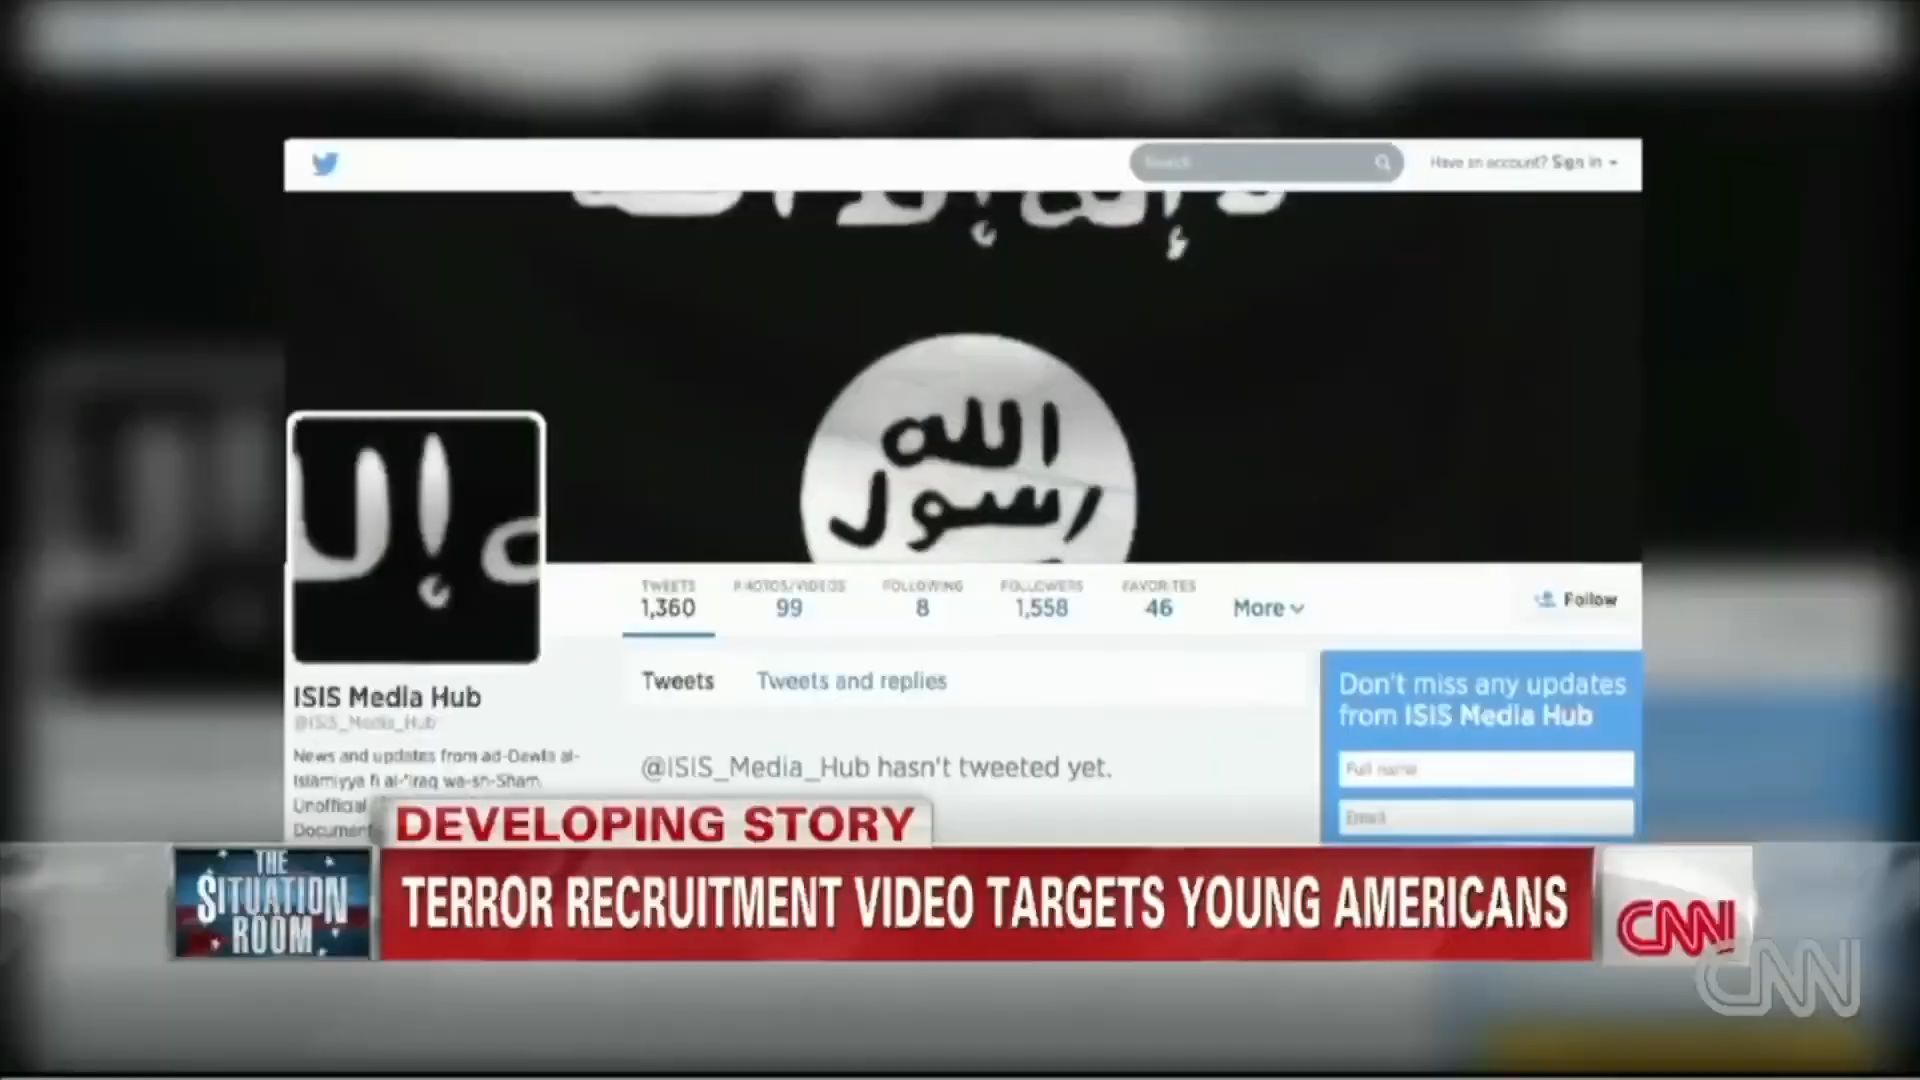 Search
Have an account? Sign in
الله
رسول
TWEETS
1,360
PHOTOS/VIDEOS
99
FOLLOWING
8
FOLLOWERS
1,558
FAVORITES
46
More
Follow
ISIS Media Hub
@ISIS_Media_Hub
News and updates from ad-Dawla al-
Islamiyya fi al-'Iraq wa-sh-Sham.
Unofficial
Document
Tweets
Tweets and replies
@ISIS_Media_Hub hasn't tweeted yet.
Don't miss any updates
from ISIS Media Hub
Full name
Email
DEVELOPING STORY
THE
SITUATION
ROOM
TERROR RECRUITMENT VIDEO TARGETS YOUNG AMERICANS
CNN
CNN